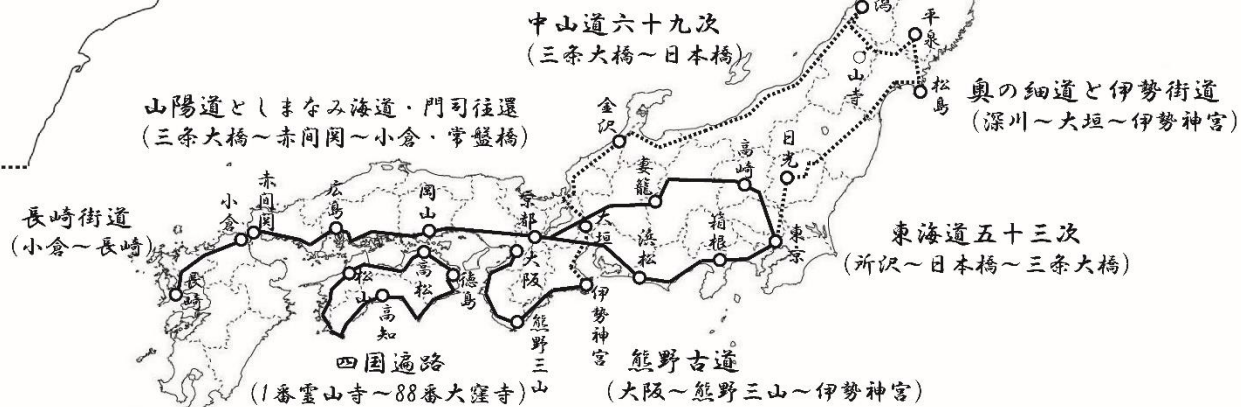 中山道六十九次
(三条大橋～日本橋)
潟
平泉
山寺
松島
奥の細道と伊勢街道
(深川～大垣～伊勢神宮)
山陽道としまなみ海道・門司往還
(三条大橋～赤間関～小倉・常盤橋)
金沢
日光
高崎
妻籠
長崎街道
(小倉～長崎)
小倉
赤間関
広島
岡山
京都
大垣
浜松
箱根
東京
東海道五十三次
(所沢～日本橋～三条大橋)
長崎
松山
高松
徳島
高知
大阪
熊野三山
伊勢神宮
四国遍路
(1番霊山寺～88番大窪寺)
熊野古道
(大阪～熊野三山～伊勢神宮)